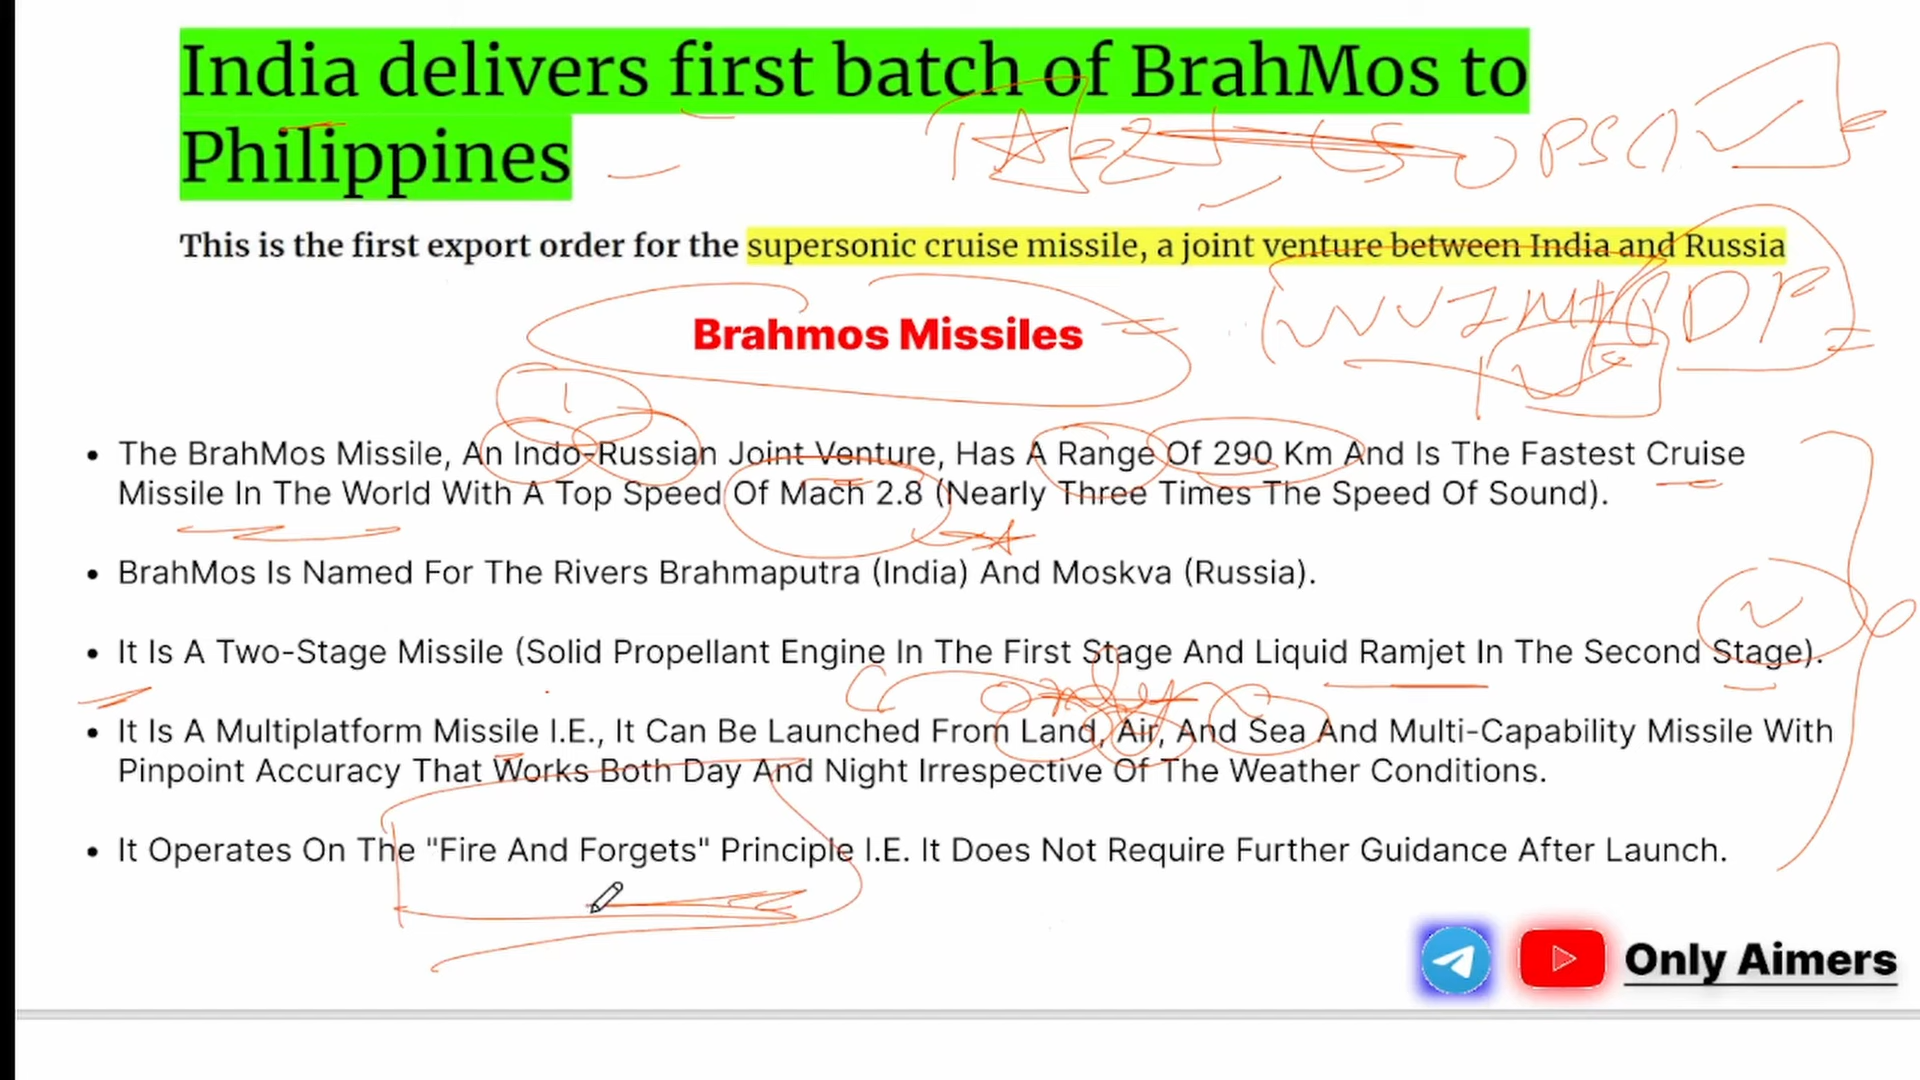 India delivers first batch of BrahMos to
Philippines
UPSC
This is the first export order for the supersonic cruise missile, a joint venture between India and Russia
Brahmos Missiles
• The BrahMos Missile, An Indo-Russian Joint Venture, Has A Range Of 290 Km And Is The Fastest Cruise
Missile In The World With A Top Speed Of Mach 2.8 (Nearly Three Times The Speed Of Sound).
• BrahMos Is Named For The Rivers Brahmaputra (India) And Moskva (Russia).
• It Is A Two-Stage Missile (Solid Propellant Engine In The First Stage And Liquid Ramjet In The Second Stage).
• It Is A Multiplatform Missile I.E., It Can Be Launched From Land, Air, And Sea And Multi-Capability Missile With
Pinpoint Accuracy That Works Both Day And Night Irrespective Of The Weather Conditions.
• It Operates On The "Fire And Forgets" Principle I.E. It Does Not Require Further Guidance After Launch.
Only Aimers